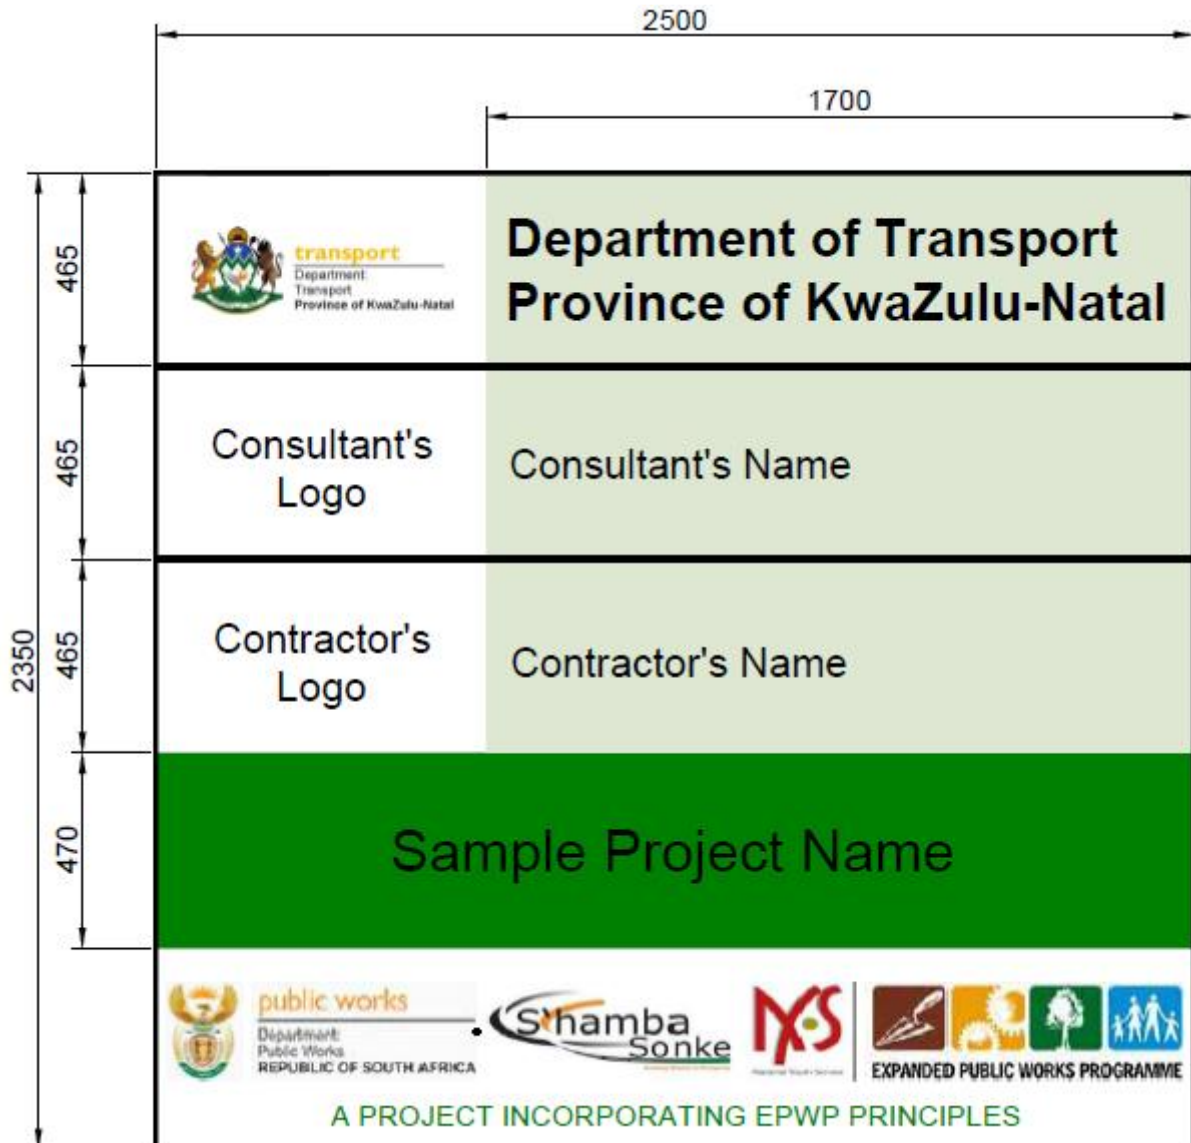 2500
1700
465
transport
Department:
Transport
Province of KwaZulu-Natal
Department of Transport
Province of KwaZulu-Natal
465
Consultant's
Logo
Consultant's Name
2350
465
Contractor's
Logo
Contractor's Name
470
Sample Project Name
public works
Department:
Public Works
REPUBLIC OF SOUTH AFRICA
S'hamba
Sonke
NYS
EXPANDED PUBLIC WORKS PROGRAMME
A PROJECT INCORPORATING EPWP PRINCIPLES